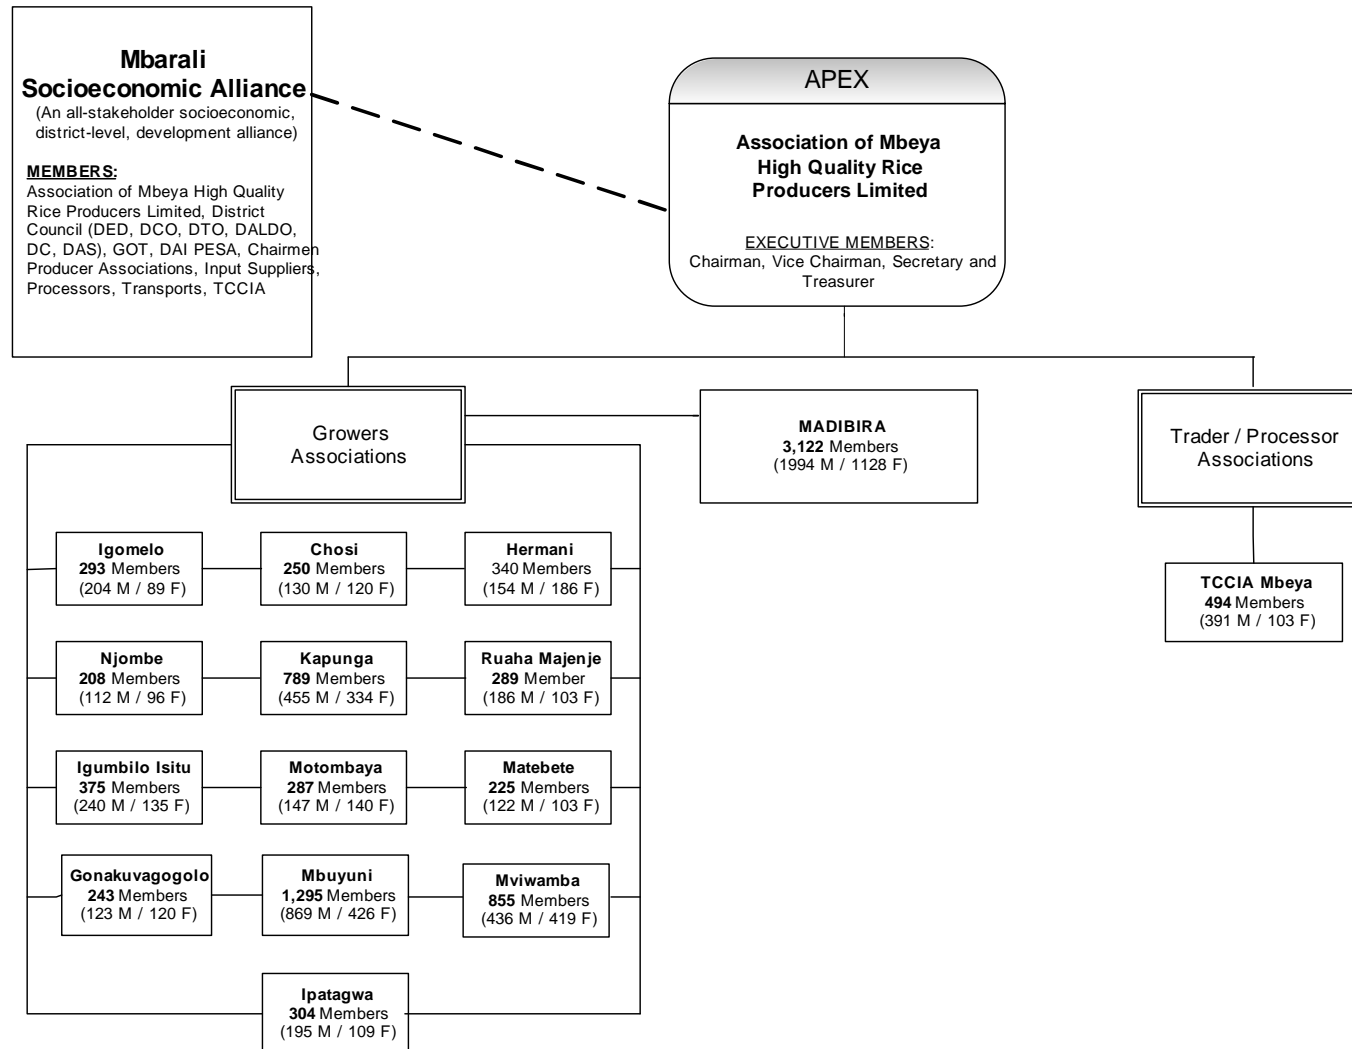 Mbarali
Socioeconomic Alliance
(An all-stakeholder socioeconomic,
district-level, development alliance)
MEMBERS:
Association of Mbeya High Quality
Rice Producers Limited, District
Council (DED, DCO, DTO, DALDO,
DC, DAS), GOT, DAI PESA, Chairmen
Producer Associations, Input Suppliers,
Processors, Transports, TCCIA
APEX
Association of Mbeya
High Quality Rice
Producers Limited
EXECUTIVE MEMBERS:
Chairman, Vice Chairman, Secretary and
Treasurer
Growers
Associations
MADIBIRA
3,122 Members
(1994 M / 1128 F)
Trader / Processor
Associations
Igomelo
293 Members
(204 M / 89 F)
Chosi
250 Members
(130 M / 120 F)
Hermani
340 Members
(154 M / 186 F)
TCCIA Mbeya
494 Members
(391 M / 103 F)
Njombe
208 Members
(112 M / 96 F)
Kapunga
789 Members
(455 M / 334 F)
Ruaha Majenje
289 Member
(186 M / 103 F)
Igumbilo Isitu
375 Members
(240 M / 135 F)
Motombaya
287 Members
(147 M / 140 F)
Matebete
225 Members
(122 M / 103 F)
Gonakuvagogolo
243 Members
(123 M / 120 F)
Mbuyuni
1,295 Members
(869 M / 426 F)
Mviwamba
855 Members
(436 M / 419 F)
Ipatagwa
304 Members
(195 M / 109 F)